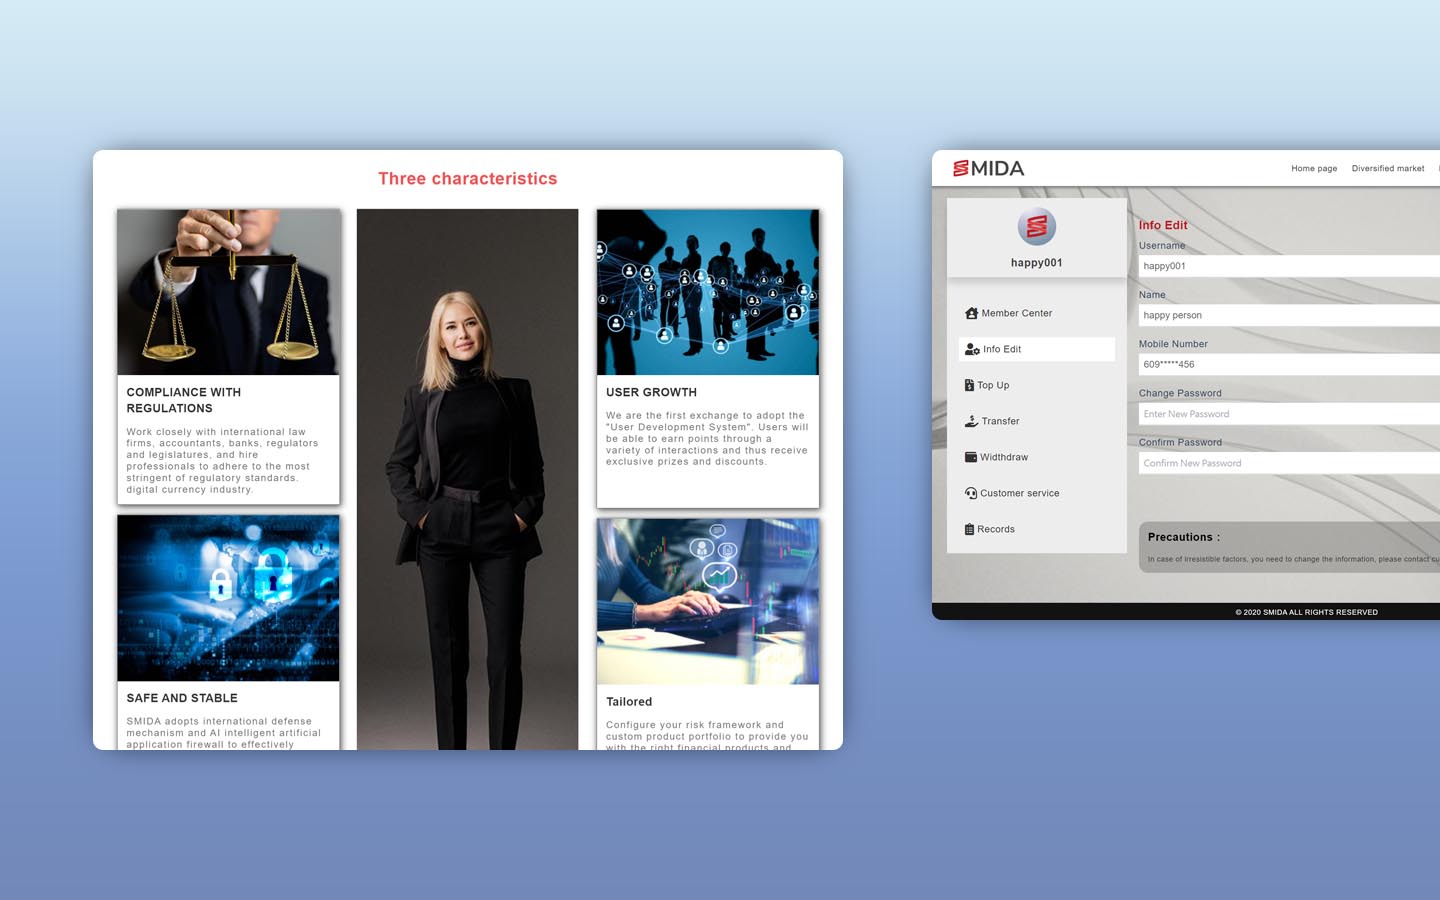 Three characteristics
COMPLIANCE WITH
REGULATIONS
Work closely with international law
firms, accountants, banks, regulators
and legislatures, and hire
professionals to adhere to the most
stringent of regulatory standards.
digital currency industry.
SAFE AND STABLE
SMIDA adopts international defense
mechanism and AI intelligent artificial
application firewall to effectively
USER GROWTH
We are the first exchange to adopt the
"User Development System". Users will
be able to earn points through a
variety of interactions and thus receive
exclusive prizes and discounts.
Tailored
Configure your risk framework and
custom product portfolio to provide you
with the right financial products and
SMIDA
Home page Diversified market
happy001
Member Center
Info Edit
Top Up
Transfer
Widthdraw
Customer service
Records
Info Edit
Username
happy001
Name
happy person
Mobile Number
609*****456
Change Password
Enter New Password
Confirm Password
Confirm New Password
Precautions :
In case of irresistible factors, you need to change the information, please contact
© 2020 SMIDA ALL RIGHTS RESERVED